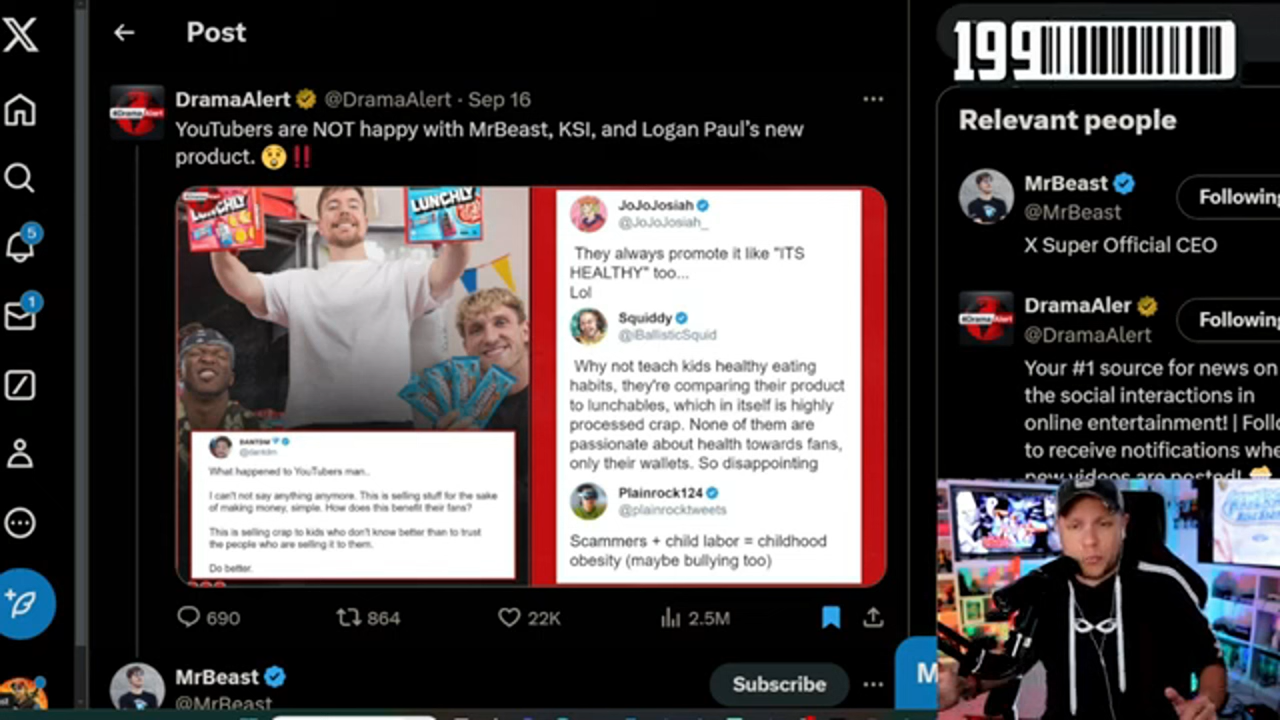 Post
199
DramaAlert @DramaAlert · Sep 16
YouTubers are NOT happy with MrBeast, KSI, and Logan Paul's new
product. 😲‼️
#DramaAlert
LUNCHLY
LUNCHLY
DANTDM
@dantdm
What happened to YouTubers man..
I can't not say anything anymore. This is selling stuff for the sake
of making money, simple. How does this benefit their fans?
This is selling crap to kids who don't know better than to trust
the people who are selling it to them.
Do better.
JoJoJosiah
@JoJoJosiah_
They always promote it like "ITS
HEALTHY" too...
Lol
Squiddy
@iBallisticSquid
Why not teach kids healthy eating
habits, they're comparing their product
to lunchables, which in itself is highly
processed crap. None of them are
passionate about health towards fans,
only their wallets. So disappointing
Plainrock124
@plainrocktweets
Scammers + child labor = childhood
obesity (maybe bullying too)
690 864 22K 2.5M
MrBeast
@MrBeast
Subscribe
M
5
1
Relevant people
MrBeast
@MrBeast
Following
X Super Official CEO
#DramaAlert
DramaAler
@DramaAlert
Following
Your #1 source for news on
the social interactions in
online entertainment! | Follo
to receive notifications whe
new videos are posted!